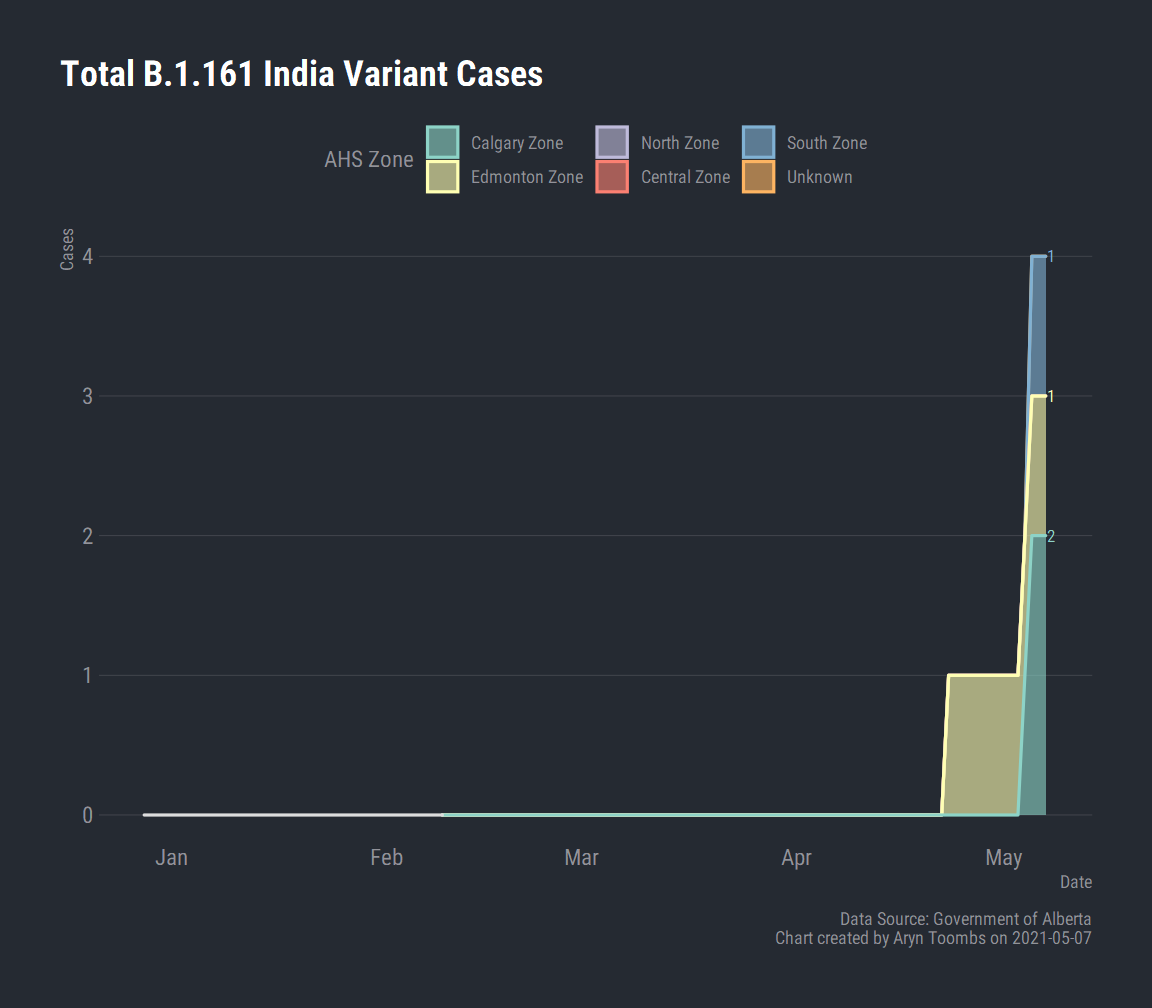 Total B.1.161 India Variant Cases
AHS Zone
Calgary Zone North Zone South Zone
Edmonton Zone Central Zone Unknown
Cases
4 1
3 1
2 2
1
0
Jan Feb Mar Apr May
Date
Data Source: Government of Alberta
Chart created by Aryn Toombs on 2021-05-07